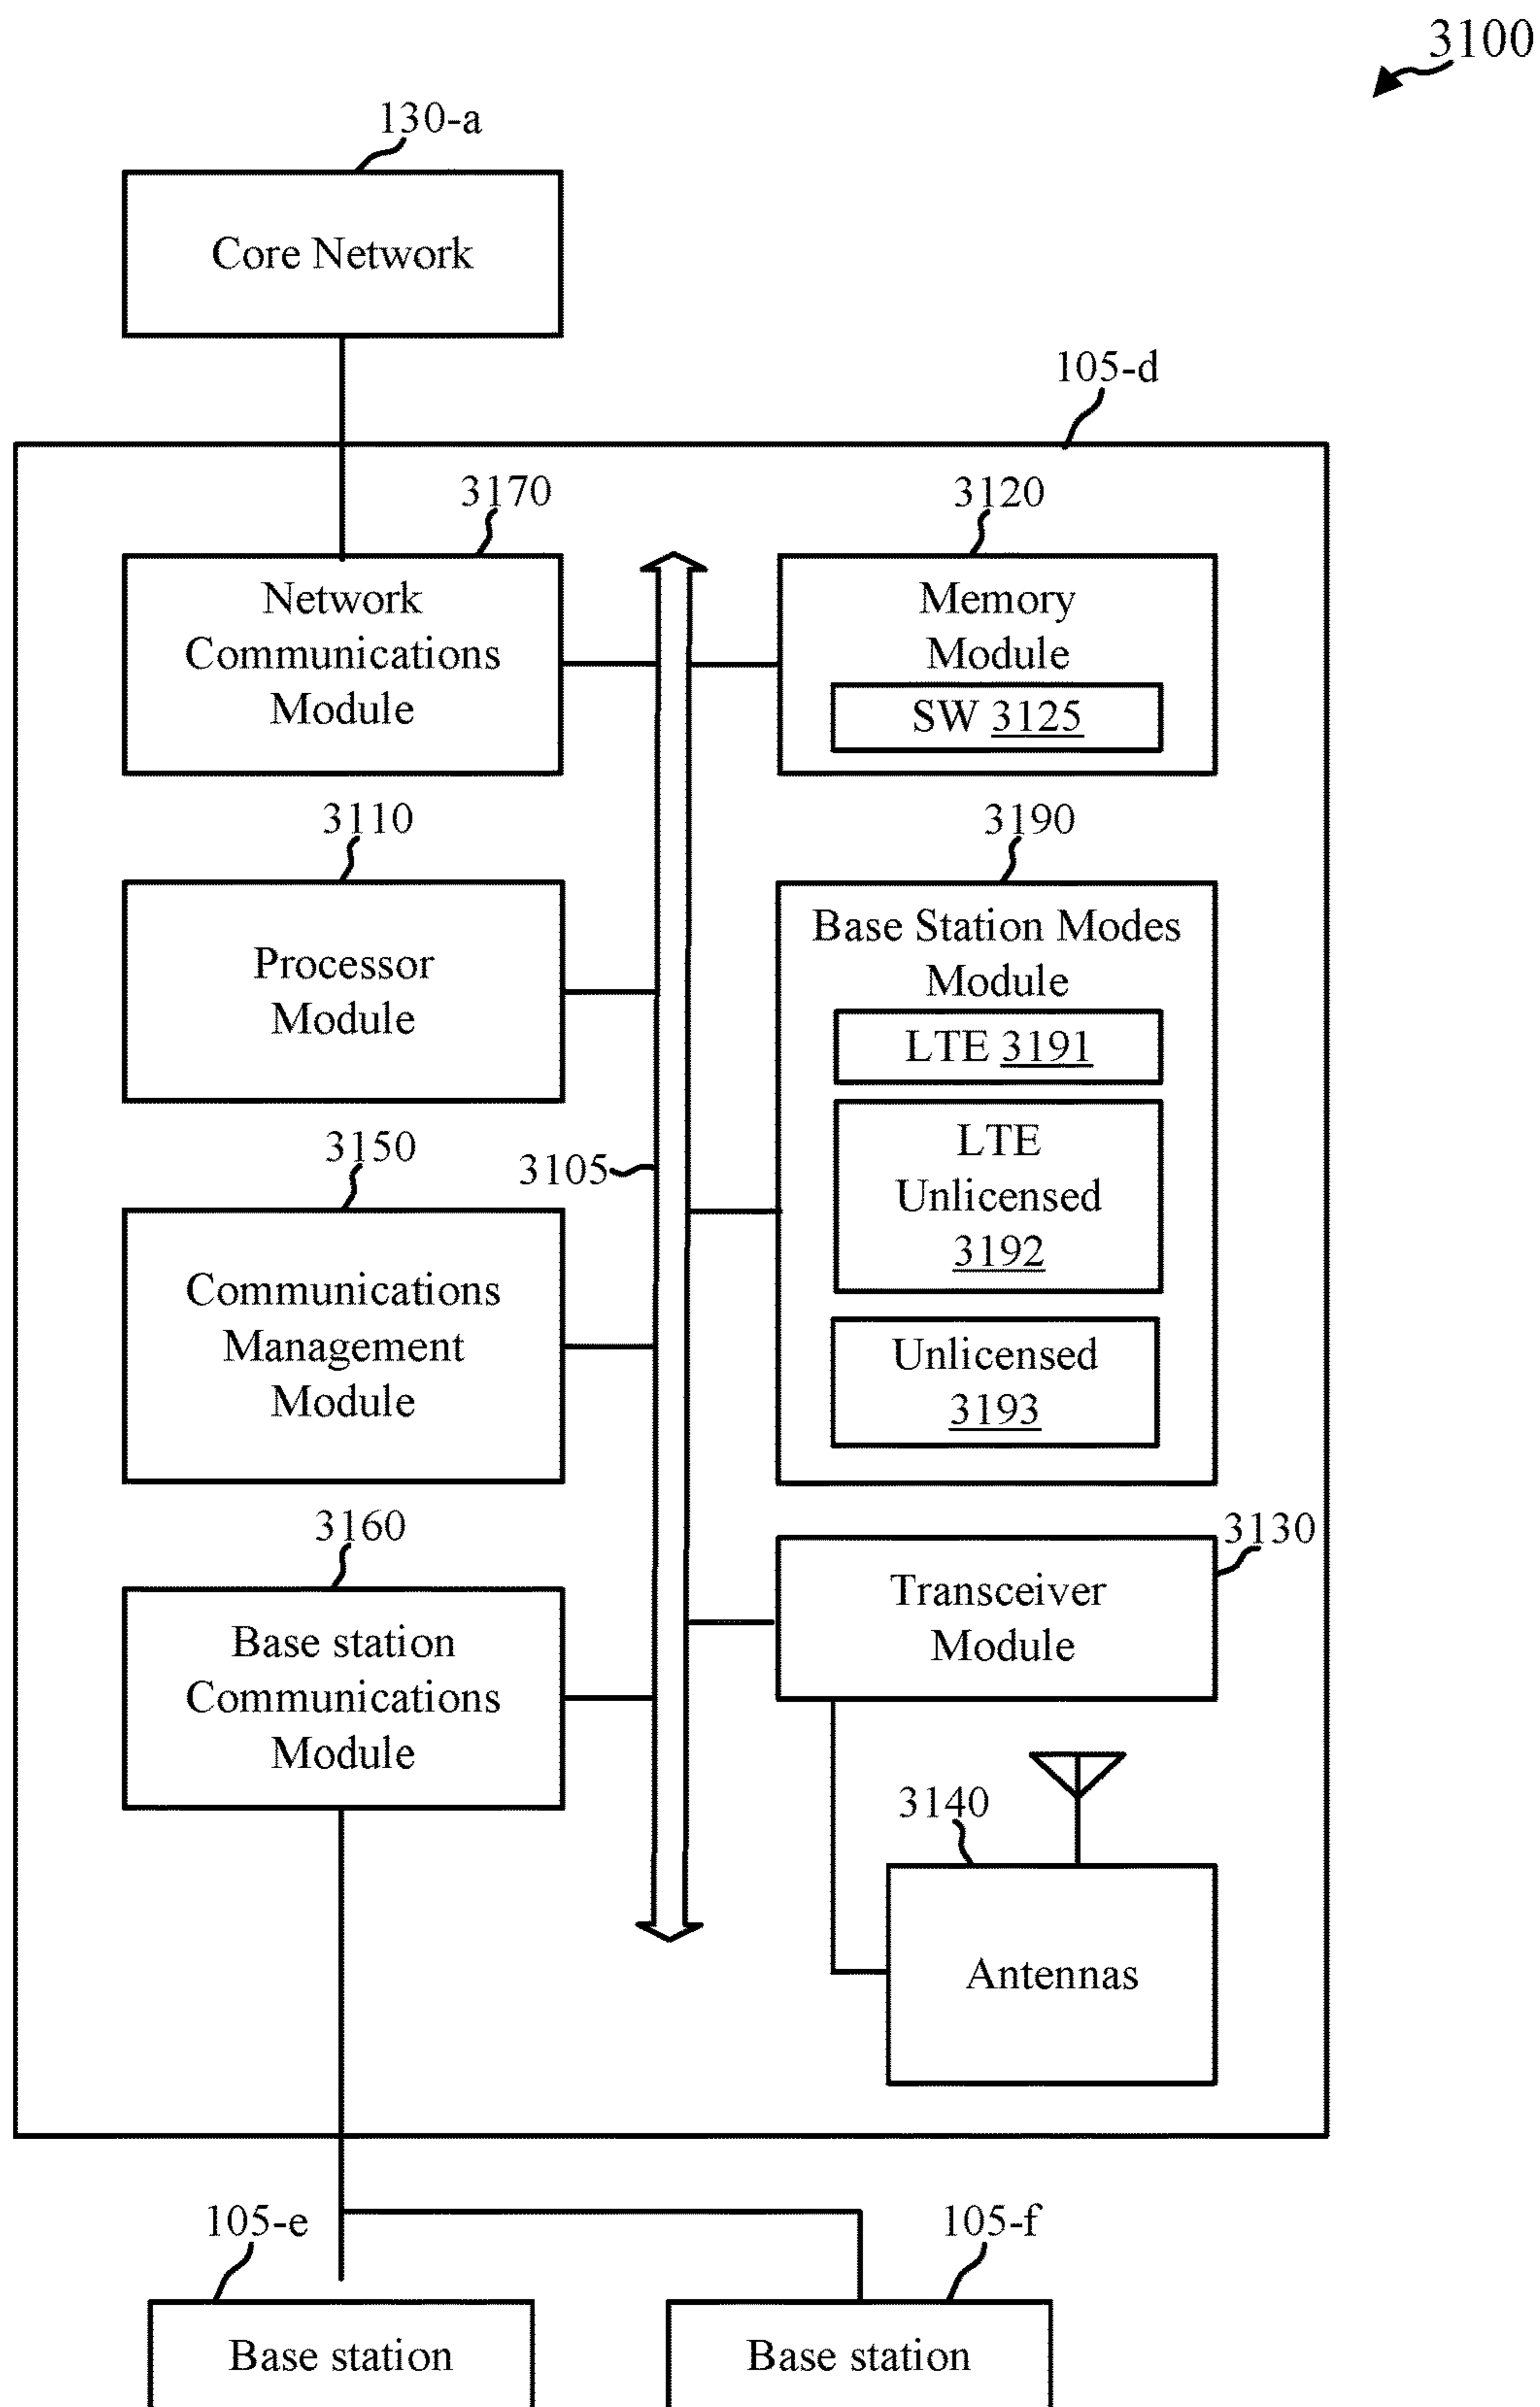 3100
130-a
Core Network
105-d
3170
Network
Communications
Module
3120
Memory
Module
SW 3125
3110
Processor
Module
3190
Base Station Modes
Module
LTE 3191
LTE
Unlicensed
3192
Unlicensed
3193
3105
3150
Communications
Management
Module
3160
Base station
Communications
Module
3130
Transceiver
Module
3140
Antennas
105-e
Base station
105-f
Base station